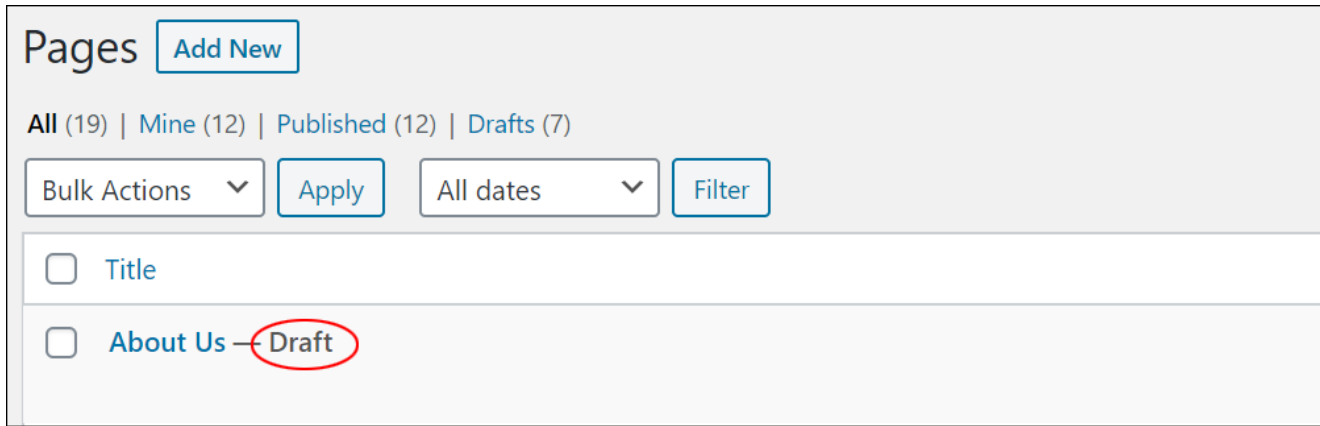 Pages Add New
All (19) | Mine (12) | Published (12) | Drafts (7)
Bulk Actions Apply All dates Filter
Title
About Us — Draft